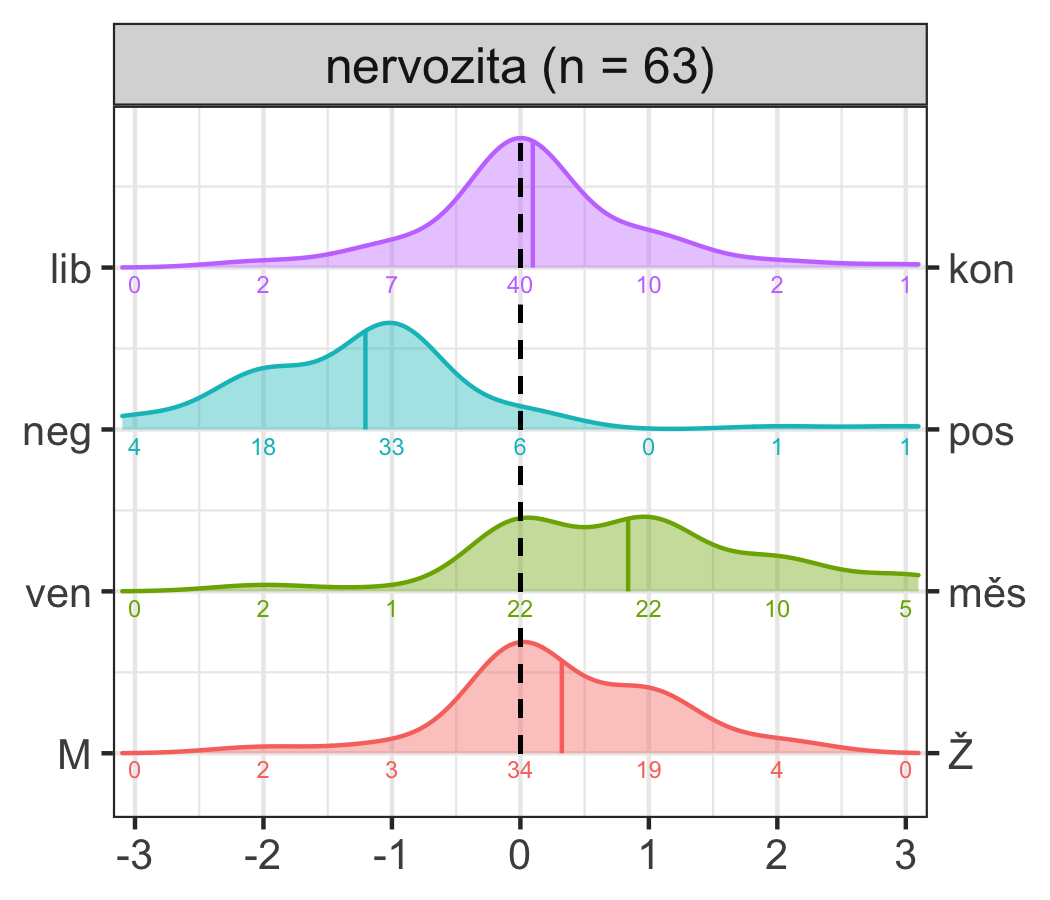 nervozita (n = 63)
lib kon
0 2 7 40 10 2 1
neg pos
4 18 33 6 0 1 1
ven měs
0 2 1 22 22 10 5
M Ž
0 2 3 34 19 4 0
-3 -2 -1 0 1 2 3